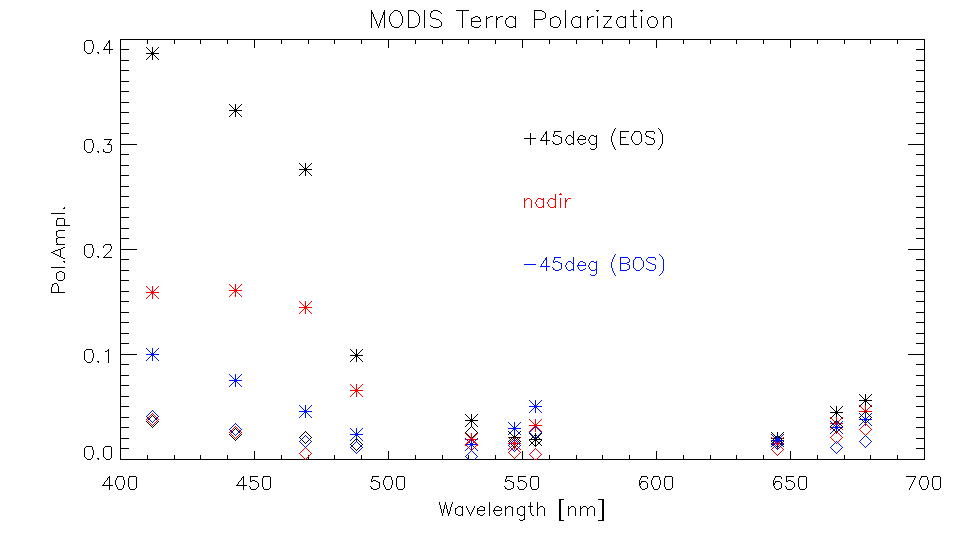 MODIS Terra Polarization
0.4
0.3
0.2
0.1
0.0
Pol.Ampl.
+45deg (EOS)
nadir
−45deg (BOS)
400 450 500 550 600 650 700
Wavelength [nm]